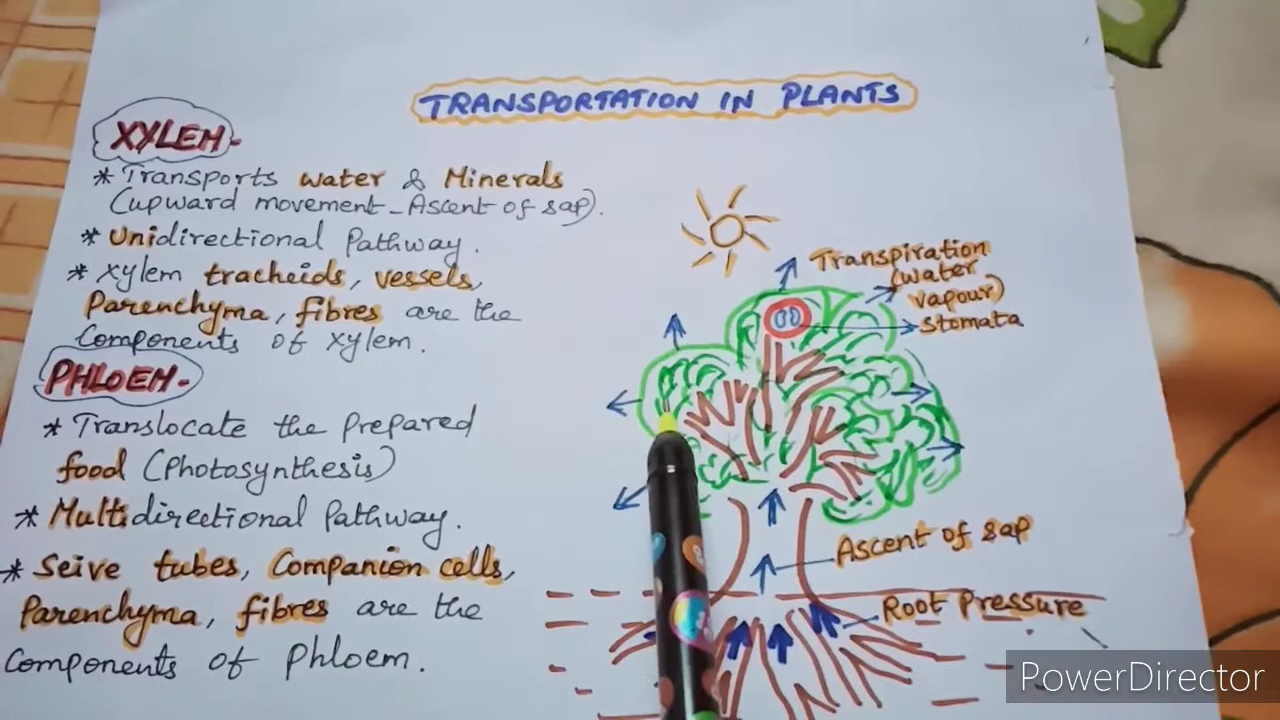 TRANSPORTATION IN PLANTS
XYLEM-
* Transports water & Minerals
(upward movement - Ascent of sap).
* Unidirectional Pathway.
* Xylem tracheids, vessels,
Parenchyma, fibres are the
Components of xylem.
PHLOEM-
* Translocate the prepared
food (Photosynthesis)
* Multidirectional Pathway.
* Seive tubes, Companion cells,
Parenchyma, fibres are the
Components of Phloem.
Transpiration
(water
vapour)
Stomata
Ascent of sap
Root Pressure
PowerDirector